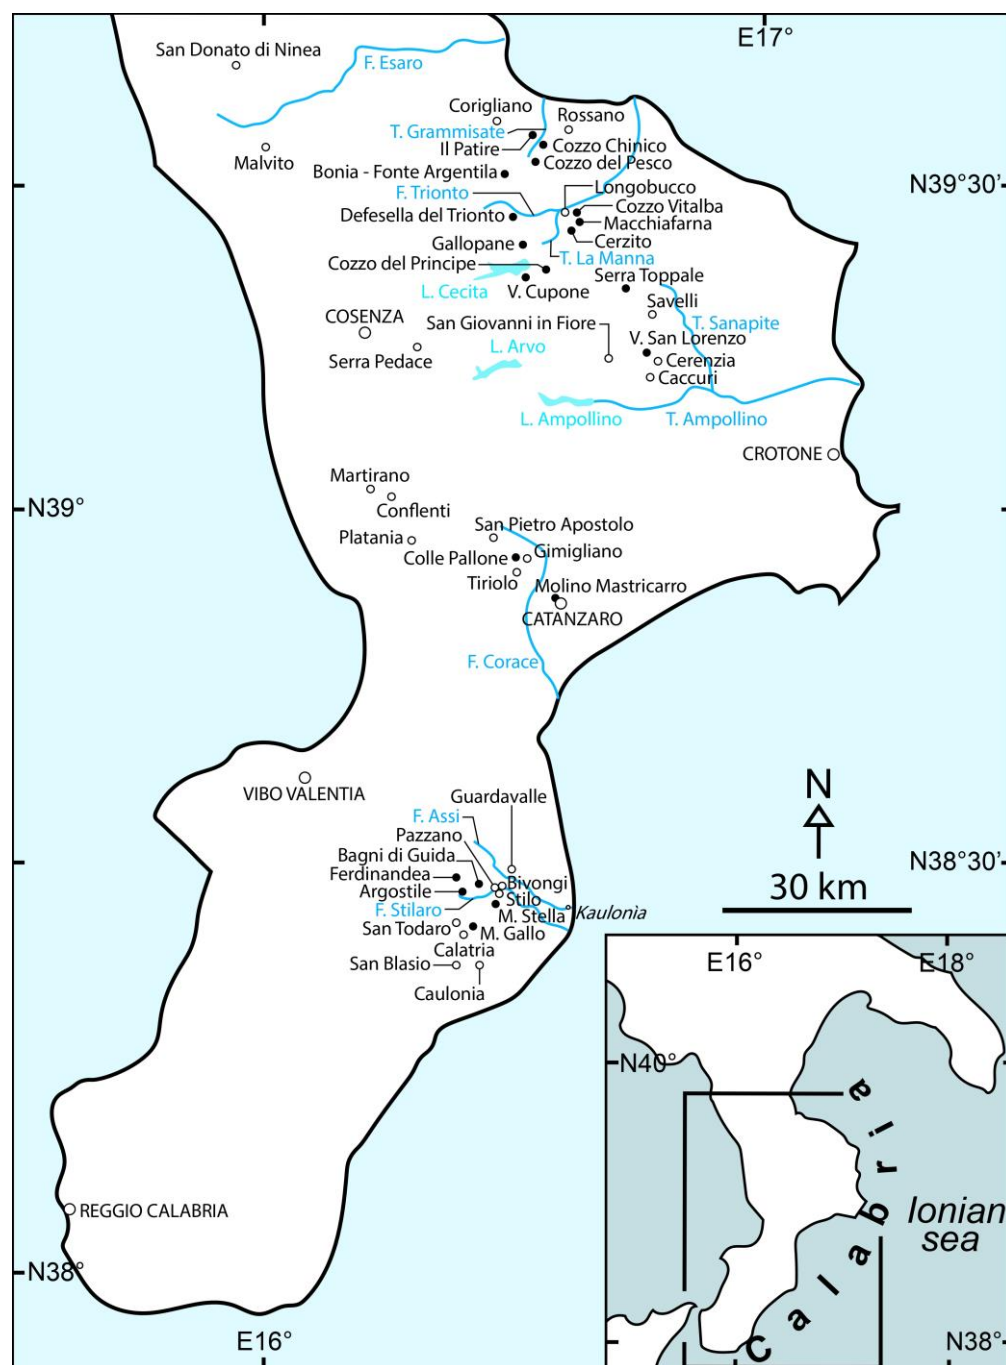 E17°
San Donato di Ninea
F. Esaro
Corigliano
Rossano
T. Grammisate
Il Patire
Cozzo Chinico
Malvito
Cozzo del Pesco
Bonia - Fonte Argentila
N39°30'
F. Trionto
Longobucco
Cozzo Vitalba
Defesella del Trionto
Macchiafarna
Gallopane
Cerzito
T. La Manna
Cozzo del Principe
Serra Toppale
L. Cecita
V. Cupone
Savelli
COSENZA
San Giovanni in Fiore
T. Sanapite
V. San Lorenzo
L. Arvo
Serra Pedace
Cerenzia
Caccuri
L. Ampollino
T. Ampollino
CROTONE
Martirano
N39°
Conflenti
San Pietro Apostolo
Platania
Colle Pallone
Gimigliano
Tiriolo
Molino Mastricarro
CATANZARO
F. Corace
N
VIBO VALENTIA
Guardavalle
F. Assi
Pazzano
Bagni di Guida
N38°30'
Ferdinandea
Bivongi
30 km
Argostile
Stilo
F. Stilaro
M. Stella
Kaulonia
San Todaro
M. Gallo
Calatria
San Blasio
Caulonia
E16°
E18°
N40°
Calabria
Ionian
sea
REGGIO CALABRIA
N38°
E16°
N38°